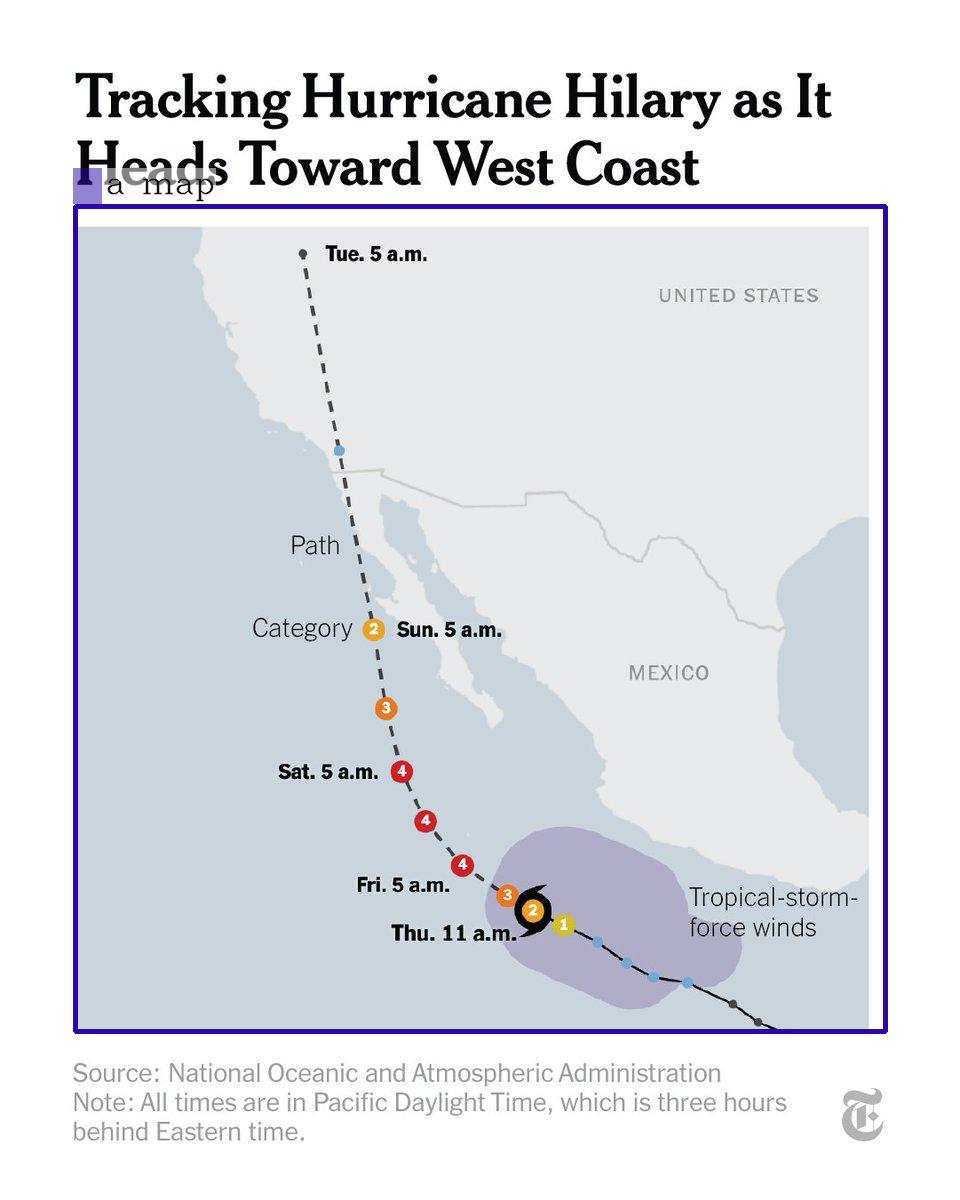 Tracking Hurricane Hilary as It
Heads Toward West Coast
a map
Tue. 5 a.m.
UNITED STATES
Path
Category 2 Sun. 5 a.m.
MEXICO
3
Sat. 5 a.m. 4
4
4
Fri. 5 a.m.
3
Tropical-storm-
force winds
2
1
Thu. 11 a.m.
Source: National Oceanic and Atmospheric Administration
Note: All times are in Pacific Daylight Time, which is three hours
behind Eastern time.
T